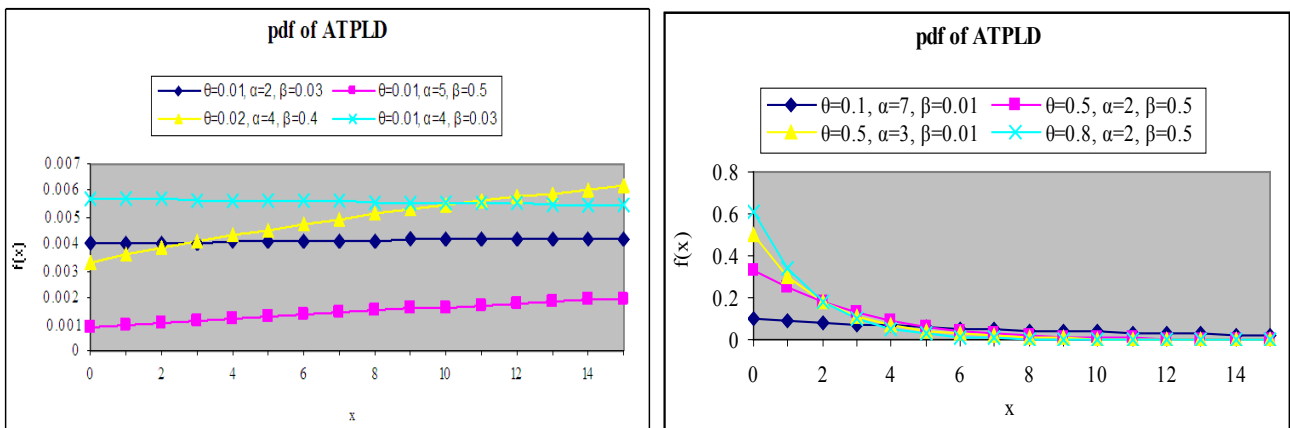 pdf of ATPLD
θ=0.01, α=2, β=0.03 θ=0.01, α=5, β=0.5
θ=0.02, α=4, β=0.4 θ=0.01, α=4, β=0.03
0.007
0.006
0.005
0.004
0.003
0.002
0.001
0
f(x)
0 2 4 6 8 10 12 14
x
pdf of ATPLD
θ=0.1, α=7, β=0.01 θ=0.5, α=2, β=0.5
θ=0.5, α=3, β=0.01 θ=0.8, α=2, β=0.5
0.8
0.6
0.4
0.2
0
f(x)
0 2 4 6 8 10 12 14
x